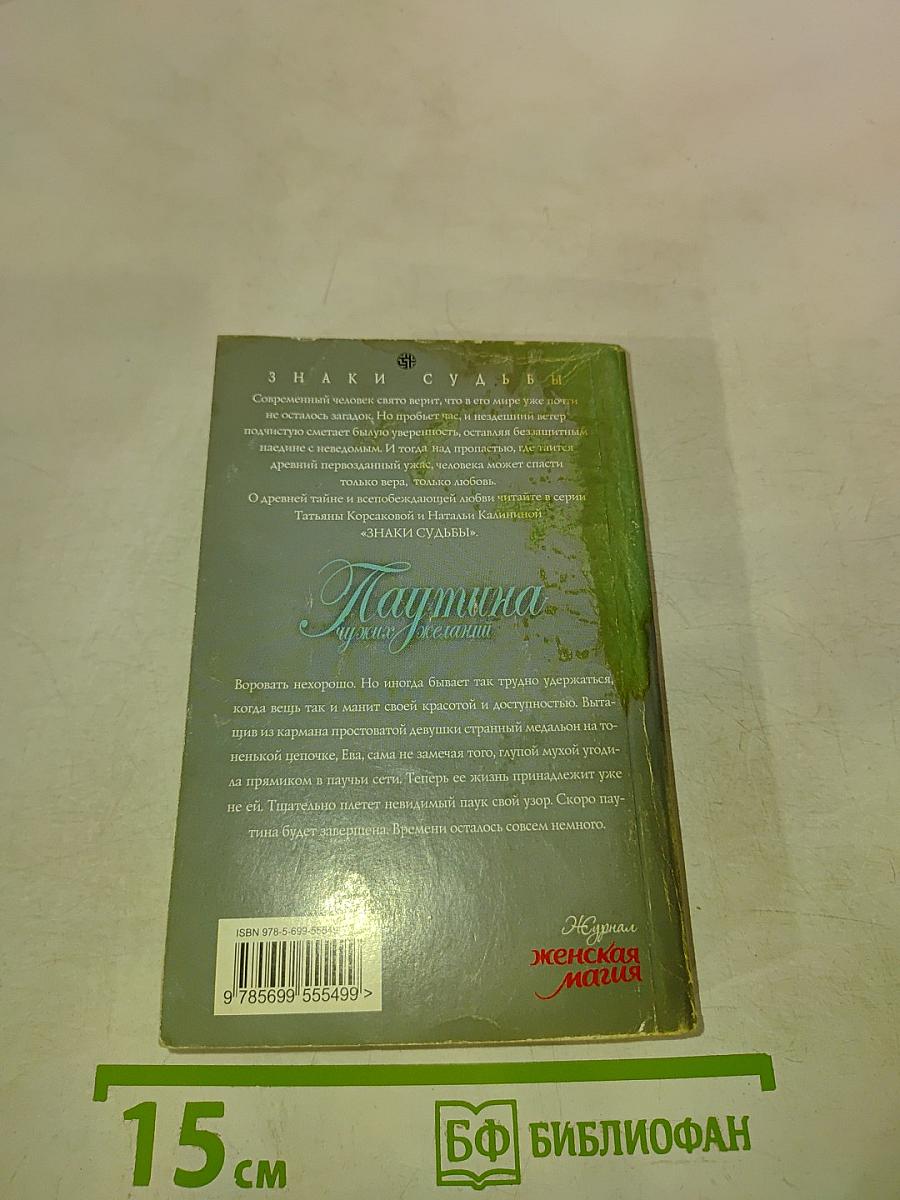 ЗНАКИ СУДЬБЫ
Современный человек свято верит, что в его мире уже почти
не осталось загадок. Но пробьет час, и нездешний ветер
подчистую сметает былую уверенность, оставляя беззащитным
наедине с неведомым. И тогда над пропастью, где таится
древний первозданный ужас, человека может спасти
только вера, только любовь.
О древней тайне и всепобеждающей любви читайте в серии
Татьяны Корсаковой и Натальи Калининой
«ЗНАКИ СУДЬБЫ».
Паутина
чужих желаний
Воровать нехорошо. Но иногда бывает так трудно удержаться,
когда вещь так и манит своей красотой и доступностью. Выта-
щив из кармана простоватой девушки странный медальон на то-
ненькой цепочке, Ева, сама не замечая того, глупой мухой угоди-
ла прямиком в паучьи сети. Теперь ее жизнь принадлежит уже
не ей. Тщательно плетет невидимый паук свой узор. Скоро пау-
тина будет завершена. Времени осталось совсем немного.
ISBN 978-5-699-55549
9 785699 555499 >
Журнал
женская
магия
15 см
БФ БИБЛИОФАН